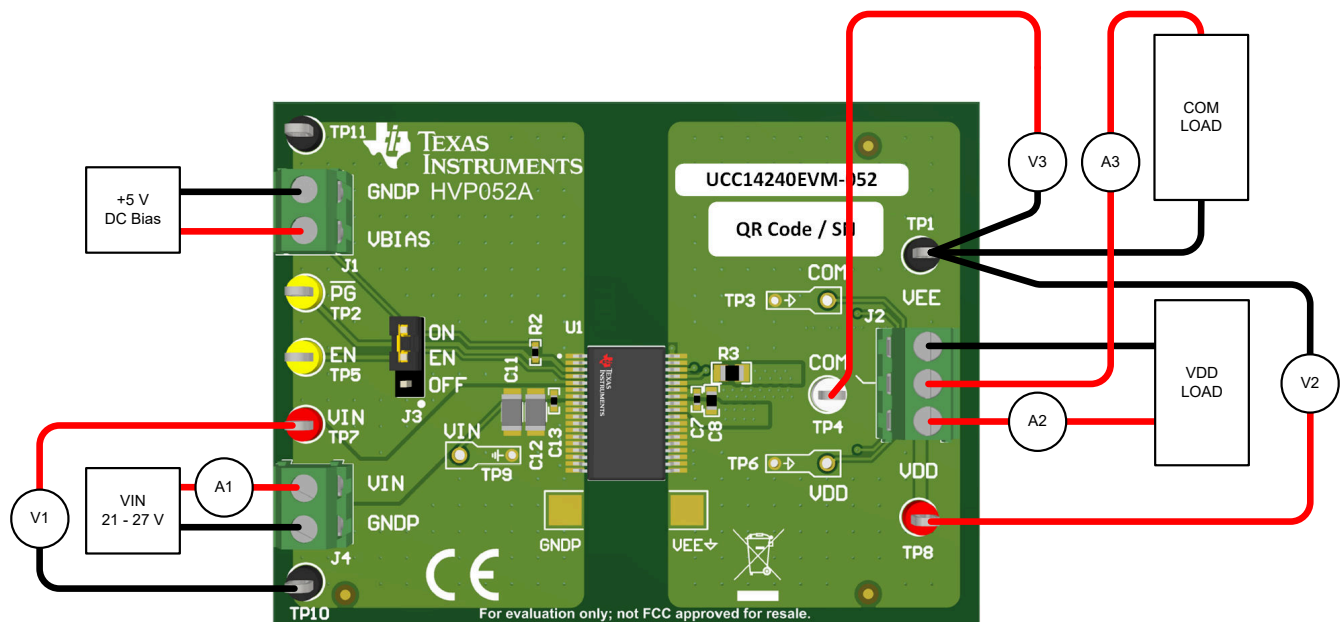 +5 V
DC Bias
VIN
21 - 27 V
V1
A1
TP11
TEXAS
INSTRUMENTS
HVP052A
GNDP
VBIAS
J1
PG
TP2
EN
TP5
ON
EN
OFF
J3
VIN
TP7
VIN
GNDP
J4
TP10
R2
U1
C11
C12
C13
VIN
TP9
TEXAS
INSTRUMENTS
GNDP
VEE
UCC14240EVM-052
QR Code / SN
TP1
VEE
COM
TP3
J2
R3
COM
TP4
C7
C8
TP6
VDD
VDD
TP8
CE
For evaluation only; not FCC approved for resale.
V3
A3
COM
LOAD
VDD
LOAD
A2
V2